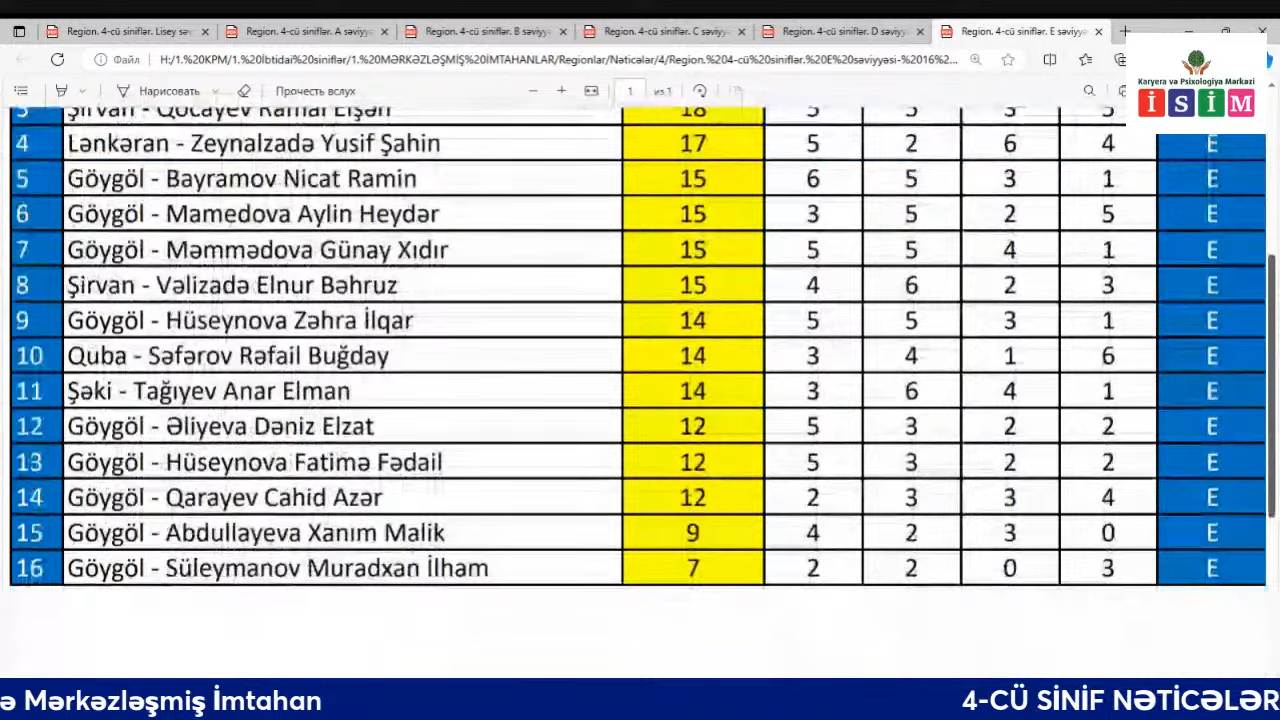 Region. 4-cü siniflər. Lisey səv
Region. 4-cü siniflər. A səviyy
Region. 4-cü siniflər. B səviyy
Region. 4-cü siniflər. C səviyy
Region. 4-cü siniflər. D səviyy
Region. 4-cü siniflər. E səviyy
Файл H:/1.%20KPM/1.%20İbtidai%20siniflər/1.%20MƏRKƏZLƏŞMİŞ%20İMTAHANLAR/Regionlar/Nəticələr/4/Region.%204-cü%20siniflər.%20E%20səviyyəsi-%2016%2...
Рисовать Прочесть вслух 1 из 1
Karyera və Psixologiya Mərkəzi
İSİM
3 Şirvan - Qocayev Ramal Elşən 18 5 5 3 5
4 Lənkəran - Zeynalzadə Yusif Şahin 17 5 2 6 4 E
5 Göygöl - Bayramov Nicat Ramin 15 6 5 3 1 E
6 Göygöl - Mamedova Aylin Heydər 15 3 5 2 5 E
7 Göygöl - Məmmədova Günay Xıdır 15 5 5 4 1 E
8 Şirvan - Vəlizadə Elnur Bəhruz 15 4 6 2 3 E
9 Göygöl - Hüseynova Zəhra İlqar 14 5 5 3 1 E
10 Quba - Səfərov Rəfail Buğday 14 3 4 1 6 E
11 Şəki - Tağıyev Anar Elman 14 3 6 4 1 E
12 Göygöl - Əliyeva Dəniz Elzat 12 5 3 2 2 E
13 Göygöl - Hüseynova Fatimə Fədail 12 5 3 2 2 E
14 Göygöl - Qarayev Cahid Azər 12 2 3 3 4 E
15 Göygöl - Abdullayeva Xanım Malik 9 4 2 3 0 E
16 Göygöl - Süleymanov Muradxan İlham 7 2 2 0 3 E
ə Mərkəzləşmiş İmtahan
4-CÜ SİNİF NƏTİCƏLƏR